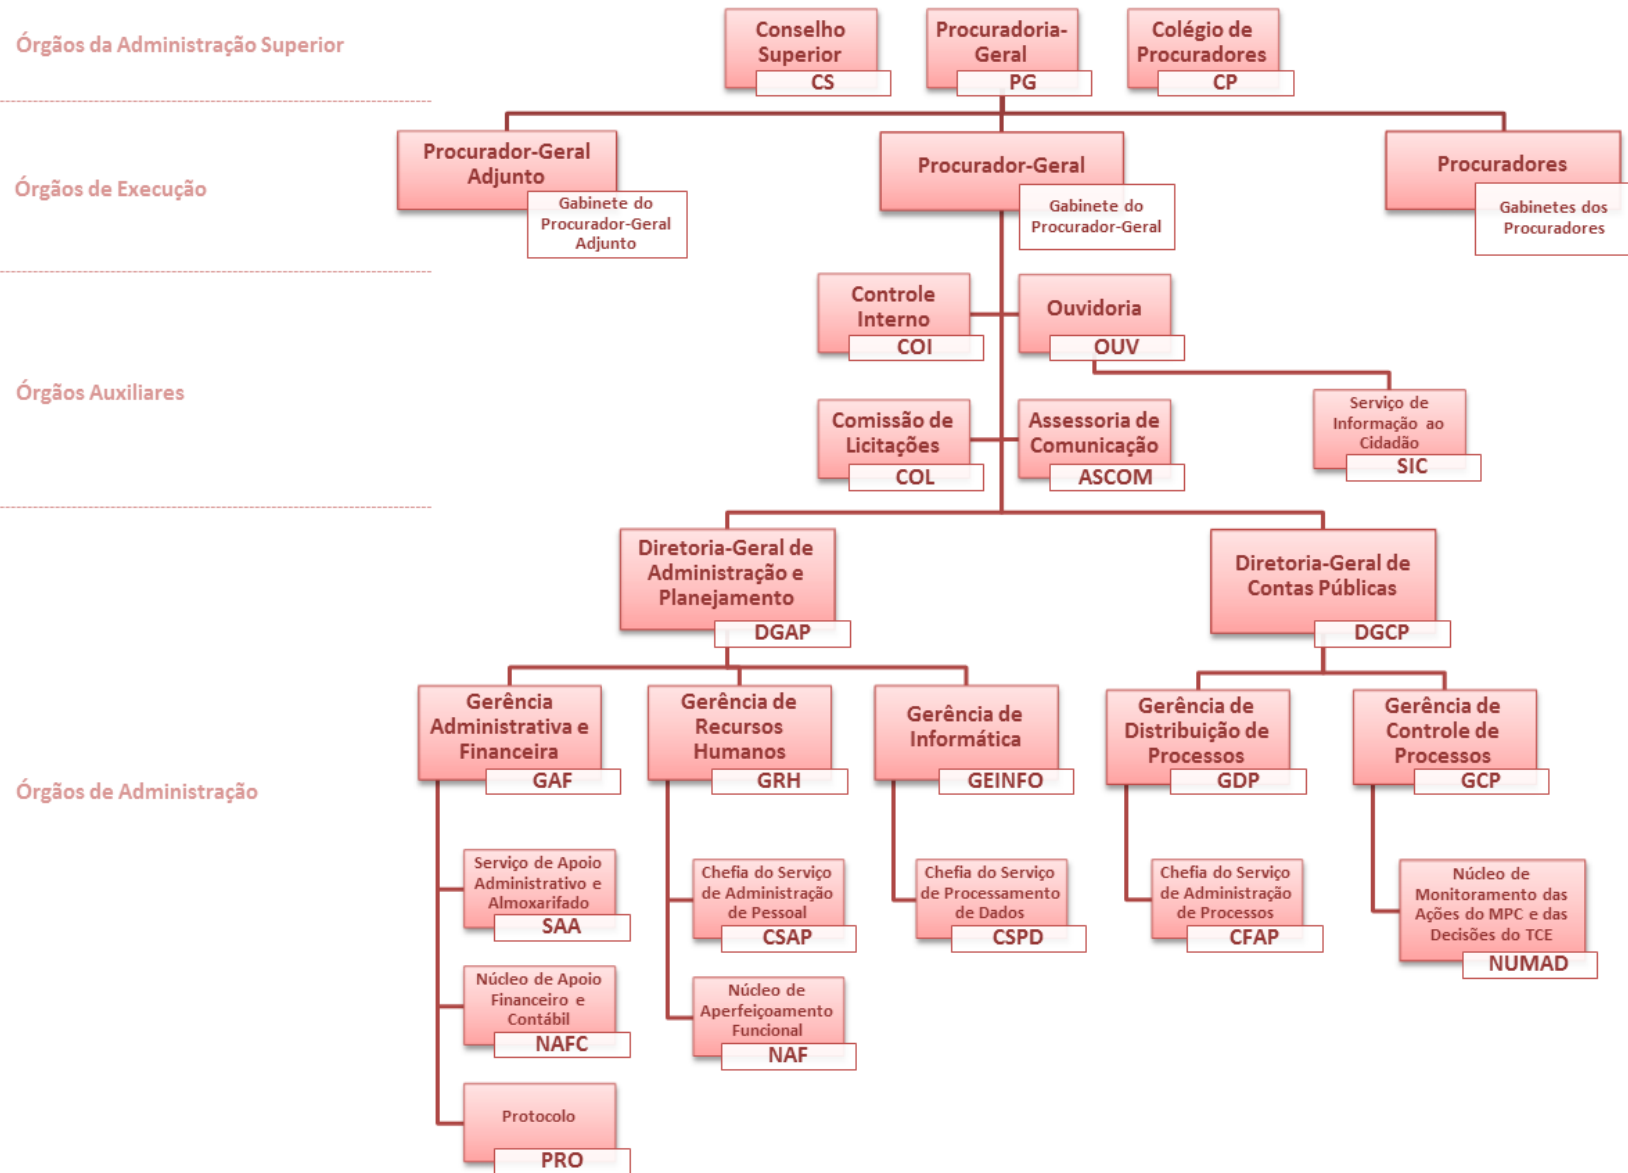 Órgãos da Administração Superior
Conselho
Superior
CS
Procuradoria-
Geral
PG
Colégio de
Procuradores
CP
Órgãos de Execução
Procurador-Geral
Adjunto
Gabinete do
Procurador-Geral
Adjunto
Procurador-Geral
Gabinete do
Procurador-Geral
Procuradores
Gabinetes dos
Procuradores
Órgãos Auxiliares
Controle
Interno
COI
Ouvidoria
OUV
Comissão de
Licitações
COL
Assessoria de
Comunicação
ASCOM
Serviço de
Informação ao
Cidadão
SIC
Órgãos de Administração
Diretoria-Geral de
Administração e
Planejamento
DGAP
Diretoria-Geral de
Contas Públicas
DGCP
Gerência
Administrativa e
Financeira
GAF
Gerência de
Recursos
Humanos
GRH
Gerência de
Informática
GEINFO
Gerência de
Distribuição de
Processos
GDP
Gerência de
Controle de
Processos
GCP
Serviço de Apoio
Administrativo e
Almoxarifado
SAA
Chefia do Serviço
de Administração
de Pessoal
CSAP
Chefia do Serviço
de Processamento
de Dados
CSPD
Chefia do Serviço
de Administração
de Processos
CFAP
Núcleo de
Monitoramento das
Ações do MPC e das
Decisões do TCE
NUMAD
Núcleo de Apoio
Financeiro e
Contábil
NAFC
Núcleo de
Aperfeiçoamento
Funcional
NAF
Protocolo
PRO